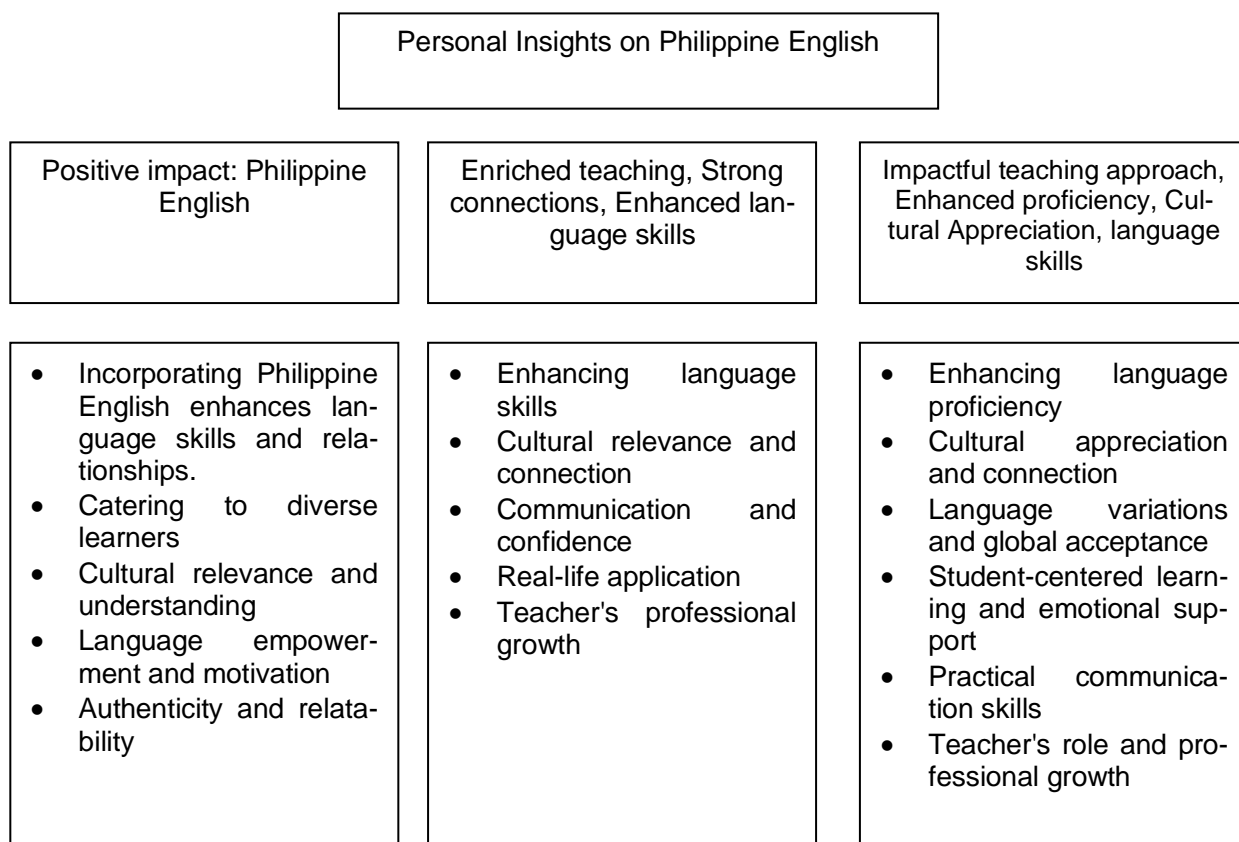 Personal Insights on Philippine English
Positive impact: Philippine
English
Enriched teaching, Strong
connections, Enhanced lan-
guage skills
Impactful teaching approach,
Enhanced proficiency, Cul-
tural Appreciation, language
skills
• Incorporating Philippine
English enhances lan-
guage skills and rela-
tionships.
• Catering to diverse
learners
• Cultural relevance and
understanding
• Language empower-
ment and motivation
• Authenticity and relata-
bility
• Enhancing language
skills
• Cultural relevance and
connection
• Communication and
confidence
• Real-life application
• Teacher's professional
growth
• Enhancing language
proficiency
• Cultural appreciation
and connection
• Language variations
and global acceptance
• Student-centered learn-
ing and emotional sup-
port
• Practical communica-
tion skills
• Teacher's role and pro-
fessional growth